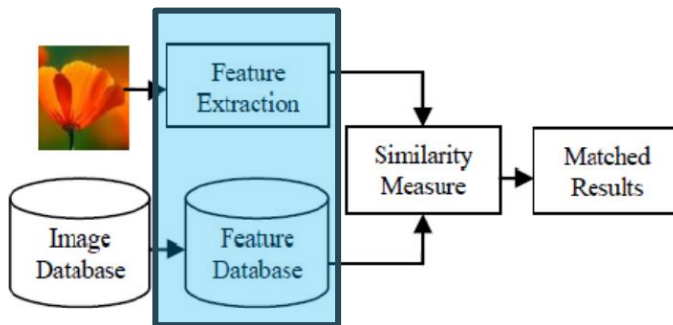 Feature
Extraction
Similarity
Measure
Matched
Results
Image
Database
Feature
Database